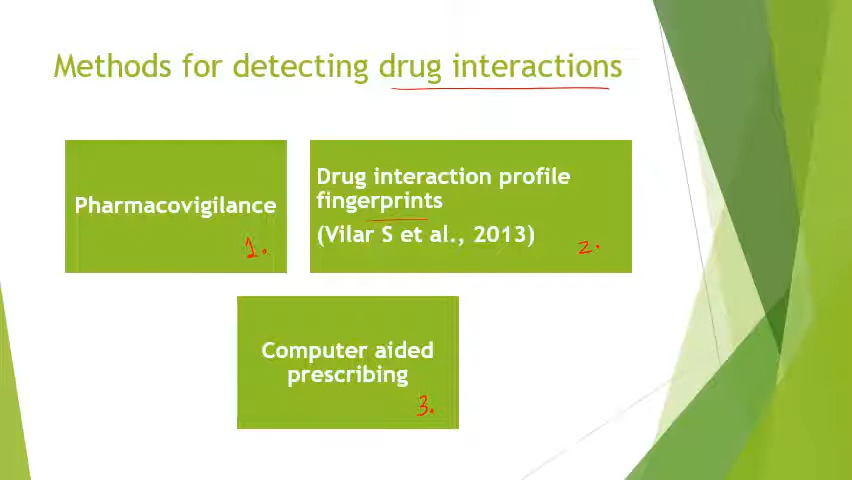 Methods for detecting drug interactions
Pharmacovigilance
1.
Drug interaction profile
fingerprints
(Vilar S et al., 2013)
2.
Computer aided
prescribing
3.